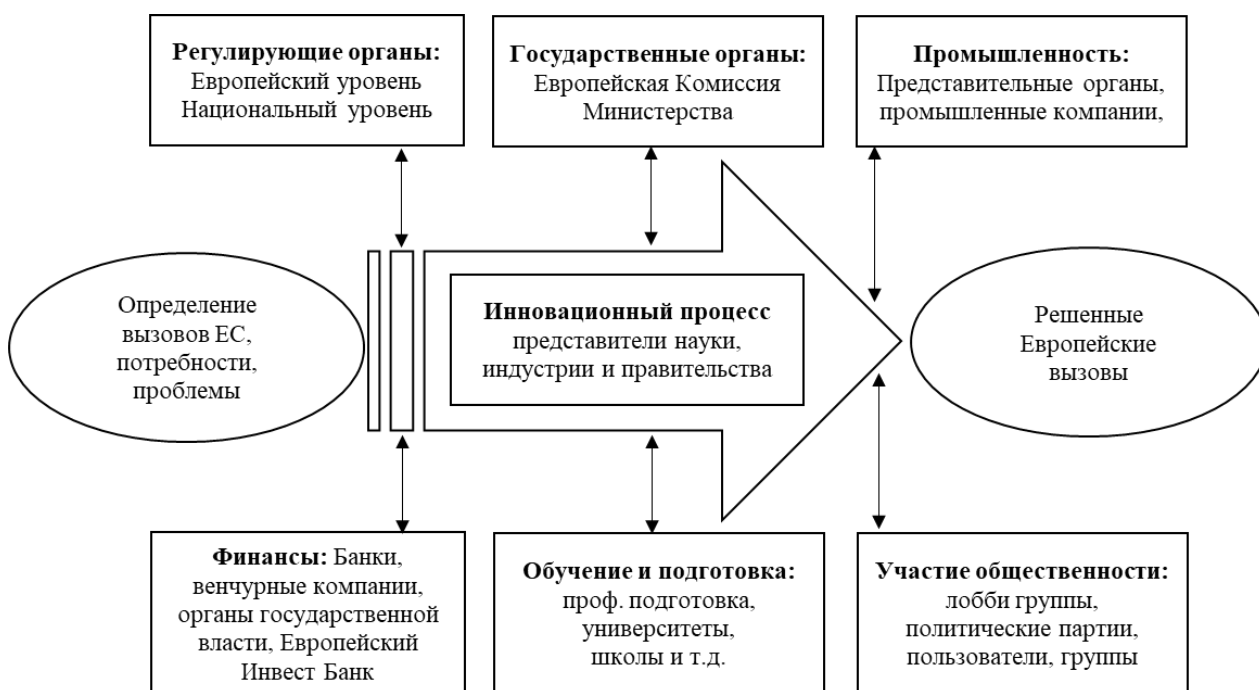 Регулирующие органы:
Европейский уровень
Национальный уровень
Государственные органы:
Европейская Комиссия
Министерства
Промышленность:
Представительные органы,
промышленные компании,
Определение
вызовов ЕС,
потребности,
проблемы
Инновационный процесс
представители науки,
индустрии и правительства
Решенные
Европейские
вызовы
Финансы: Банки,
венчурные компании,
органы государственной
власти, Европейский
Инвест Банк
Обучение и подготовка:
проф. подготовка,
университеты,
школы и т.д.
Участие общественности:
лобби группы,
политические партии,
пользователи, группы